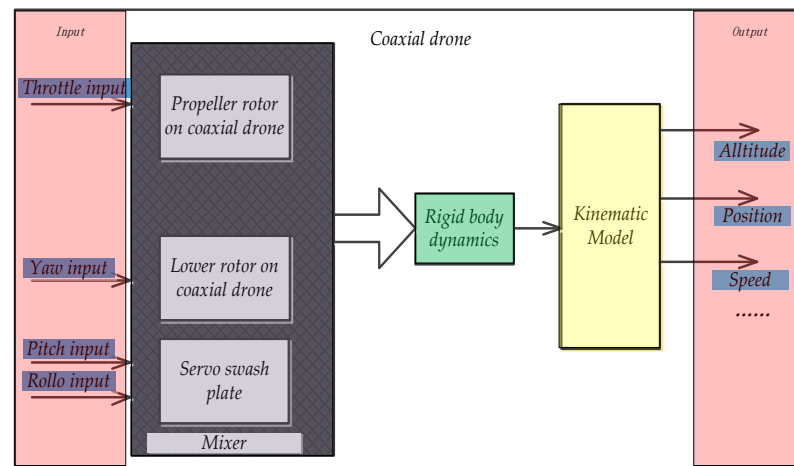 Input
Coaxial drone
Output
Throttle input
Propeller rotor
on coaxial drone
Alltitude
Rigid body
dynamics
Kinematic
Model
Position
Yaw input
Lower rotor on
coaxial drone
Speed
......
Pitch input
Rollo input
Servo swash
plate
Mixer